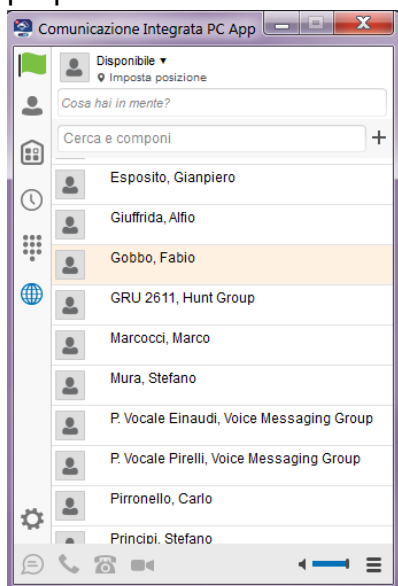 Comunicazione Integrata PC App
Disponibile ▾
Imposta posizione
Cosa hai in mente?
Cerca e componi
Esposito, Gianpiero
Giuffrida, Alfio
Gobbo, Fabio
GRU 2611, Hunt Group
Marcocci, Marco
Mura, Stefano
P. Vocale Einaudi, Voice Messaging Group
P. Vocale Pirelli, Voice Messaging Group
Pirronello, Carlo
Principi, Stefano